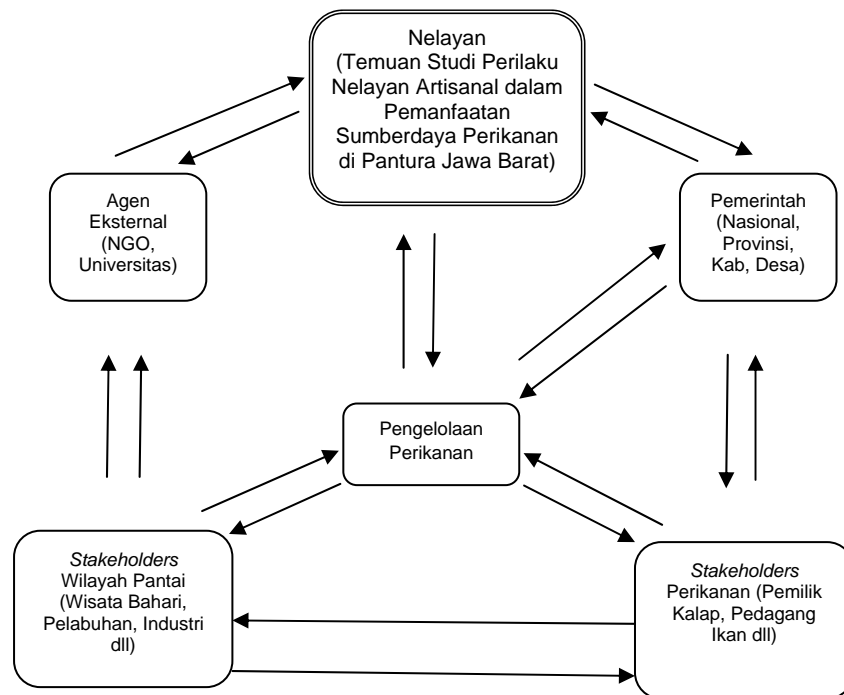 Nelayan
(Temuan Studi Perilaku
Nelayan Artisanal dalam
Pemanfaatan
Sumberdaya Perikanan
di Pantura Jawa Barat)
Agen
Eksternal
(NGO,
Universitas)
Pemerintah
(Nasional,
Provinsi,
Kab, Desa)
Pengelolaan
Perikanan
Stakeholders
Wilayah Pantai
(Wisata Bahari,
Pelabuhan, Industri
dll)
Stakeholders
Perikanan (Pemilik
Kalap, Pedagang
Ikan dll)